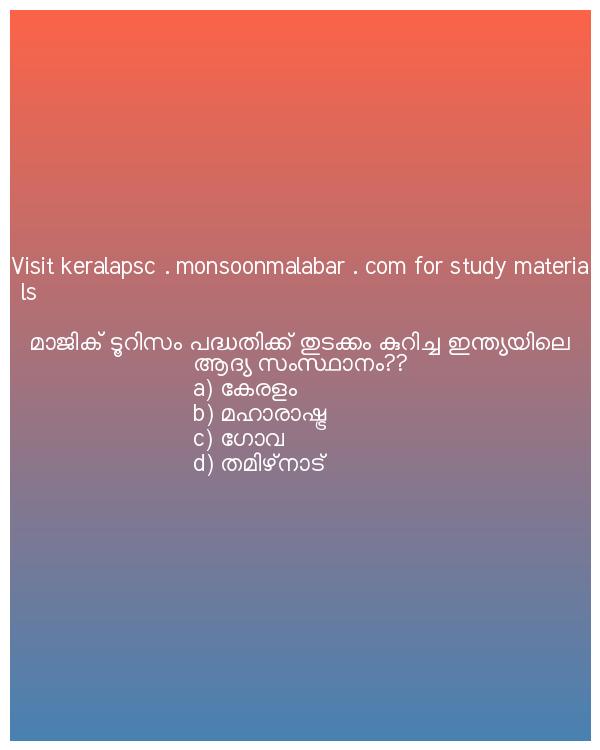 Visit keralapsc . monsoonmalabar . com for study materia
ls
മാജിക് ടൂറിസം പദ്ധതിക്ക് തുടക്കം കുറിച്ച ഇന്ത്യയിലെ
ആദ്യ സംസ്ഥാനം??
a) കേരളം
b) മഹാരാഷ്ട്ര
c) ഗോവ
d) തമിഴ്നാട്